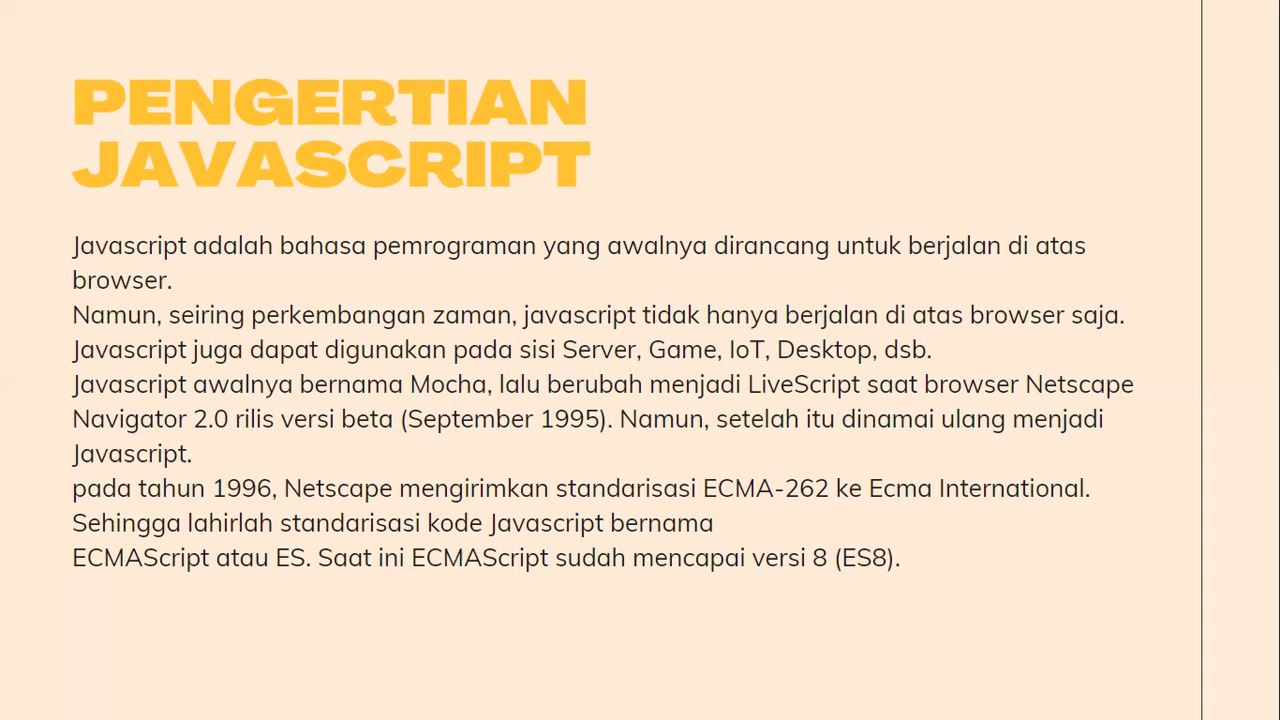 PENGERTIAN
JAVASCRIPT
Javascript adalah bahasa pemrograman yang awalnya dirancang untuk berjalan di atas
browser.
Namun, seiring perkembangan zaman, javascript tidak hanya berjalan di atas browser saja.
Javascript juga dapat digunakan pada sisi Server, Game, IoT, Desktop, dsb.
Javascript awalnya bernama Mocha, lalu berubah menjadi LiveScript saat browser Netscape
Navigator 2.0 rilis versi beta (September 1995). Namun, setelah itu dinamai ulang menjadi
Javascript.
pada tahun 1996, Netscape mengirimkan standarisasi ECMA-262 ke Ecma International.
Sehingga lahirlah standarisasi kode Javascript bernama
ECMAScript atau ES. Saat ini ECMAScript sudah mencapai versi 8 (ES8).